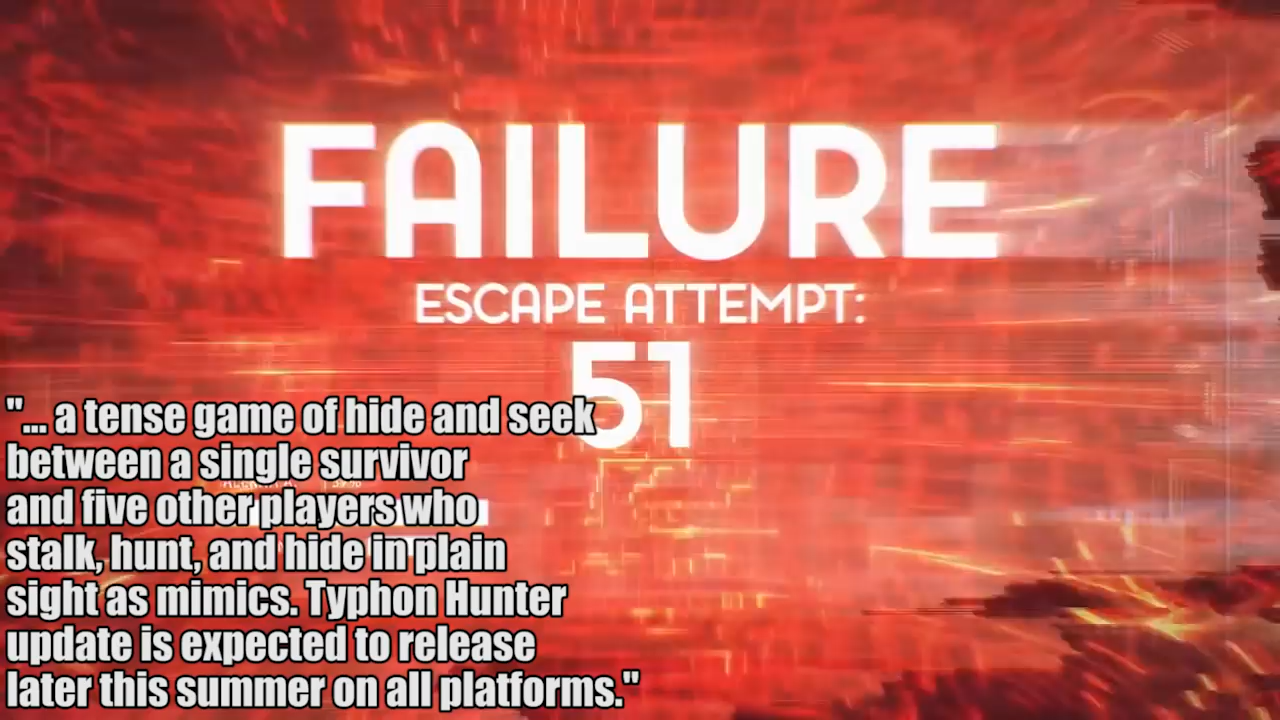 FAILURE
ESCAPE ATTEMPT:
51
"... a tense game of hide and seek
between a single survivor
and five other players who
stalk, hunt, and hide in plain
sight as mimics. Typhon Hunter
update is expected to release
later this summer on all platforms."